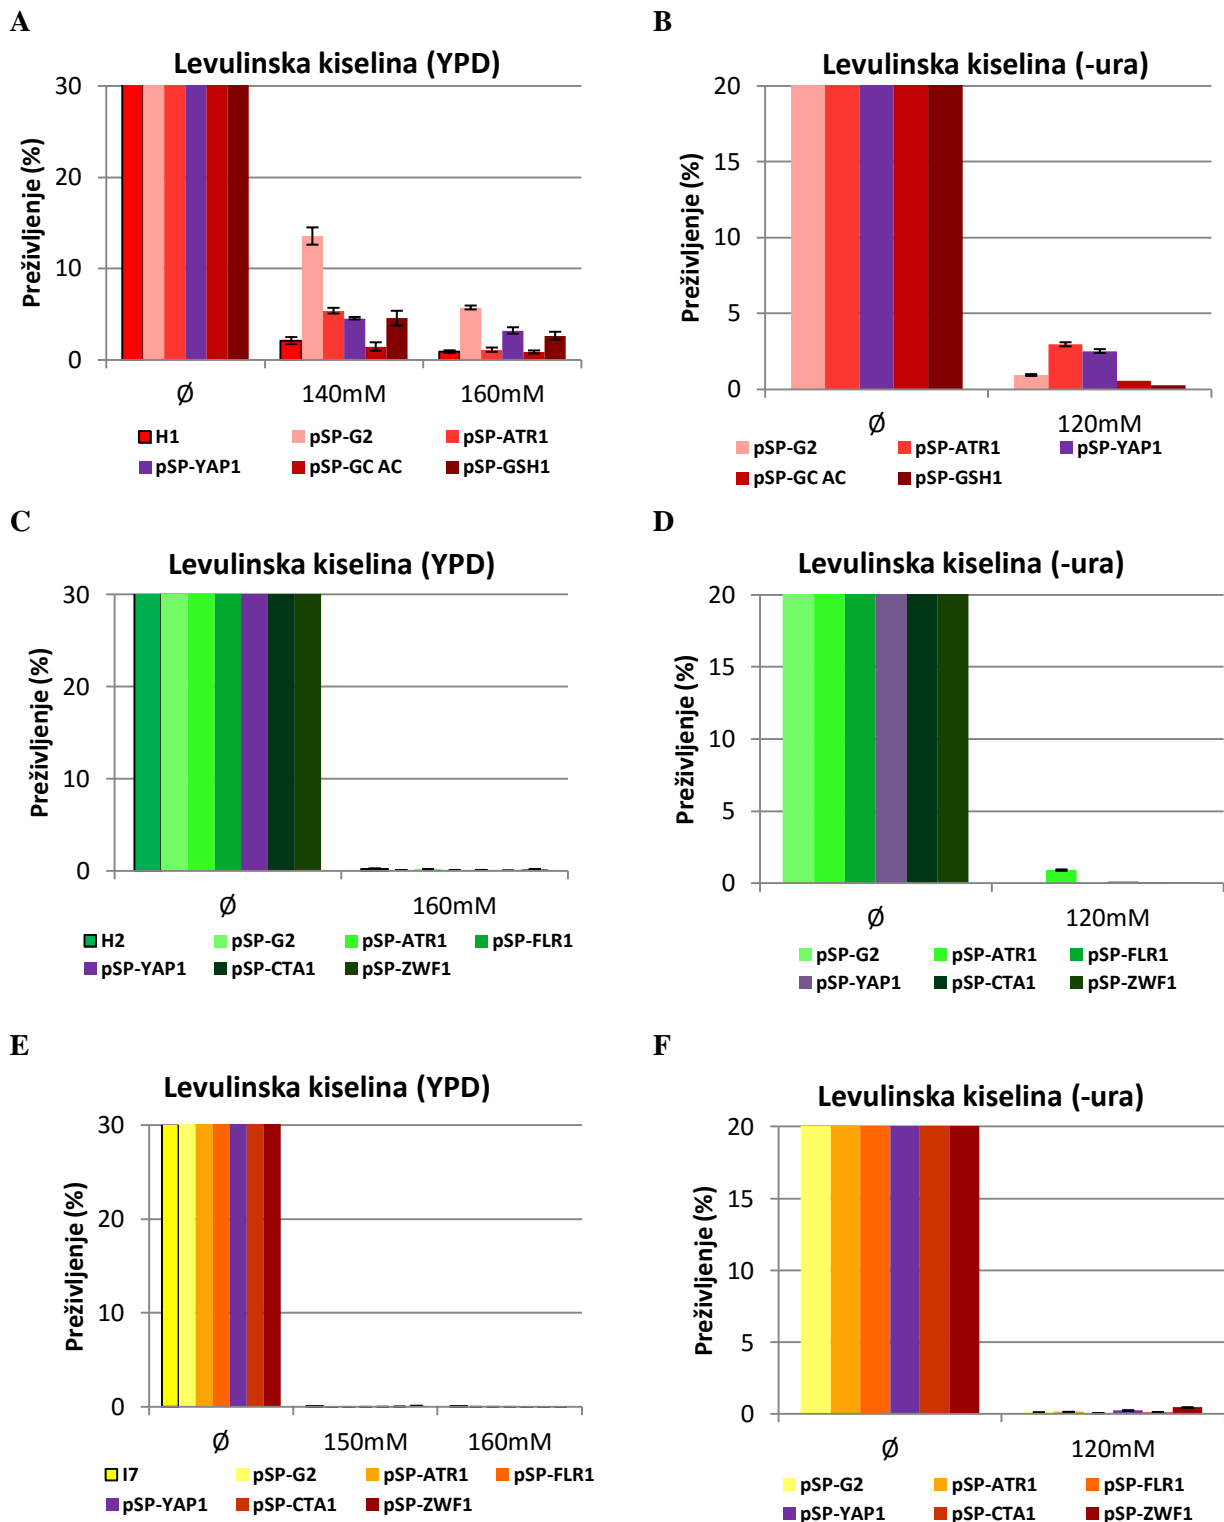 A
Levulinska kiselina (YPD)
Preživljenje (%)
30
20
10
0
Ø 140mM 160mM
H1 pSP-G2 pSP-ATR1
pSP-YAP1 pSP-GC AC pSP-GSH1
B
Levulinska kiselina (-ura)
Preživljenje (%)
20
15
10
5
0
Ø 120mM
pSP-G2 pSP-ATR1 pSP-YAP1
pSP-GC AC pSP-GSH1
C
Levulinska kiselina (YPD)
Preživljenje (%)
30
20
10
0
Ø 160mM
H2 pSP-G2 pSP-ATR1 pSP-FLR1
pSP-YAP1 pSP-CTA1 pSP-ZWF1
D
Levulinska kiselina (-ura)
Preživljenje (%)
20
15
10
5
0
Ø 120mM
pSP-G2 pSP-ATR1 pSP-FLR1
pSP-YAP1 pSP-CTA1 pSP-ZWF1
E
Levulinska kiselina (YPD)
Preživljenje (%)
30
20
10
0
Ø 150mM 160mM
I7 pSP-G2 pSP-ATR1 pSP-FLR1
pSP-YAP1 pSP-CTA1 pSP-ZWF1
F
Levulinska kiselina (-ura)
Preživljenje (%)
20
15
10
5
0
Ø 120mM
pSP-G2 pSP-ATR1 pSP-FLR1
pSP-YAP1 pSP-CTA1 pSP-ZWF1